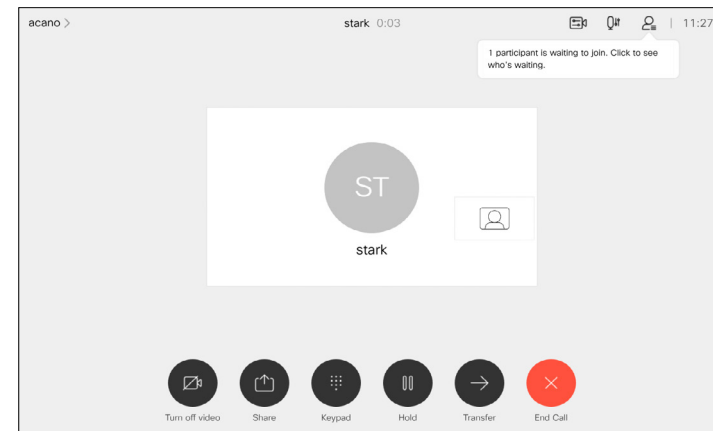 acano >
stark 0:03
11:27
1 participant is waiting to join. Click to see
who's waiting.
ST
stark
Turn off video
Share
Keypad
Hold
Transfer
End Call